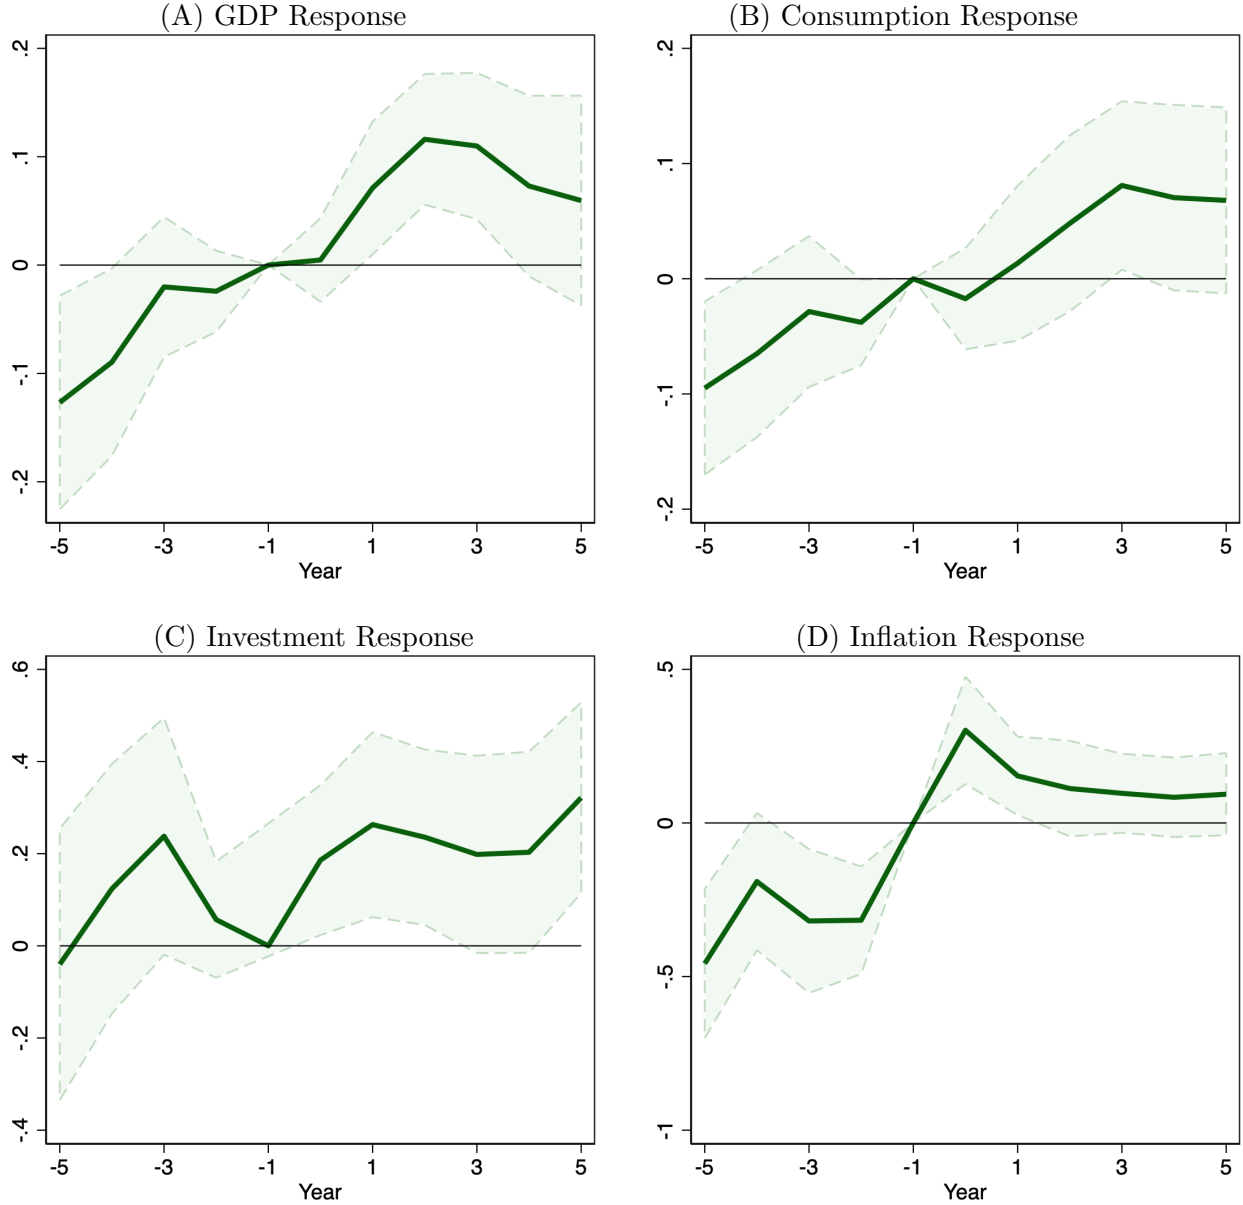 (A) GDP Response
.2
.1
0
-.1
-.2
-5 -3 -1 1 3 5
Year
(B) Consumption Response
.2
.1
0
-.1
-.2
-5 -3 -1 1 3 5
Year
(C) Investment Response
.6
.4
.2
0
-.2
-.4
-5 -3 -1 1 3 5
Year
(D) Inflation Response
.5
0
-.5
-1
-5 -3 -1 1 3 5
Year